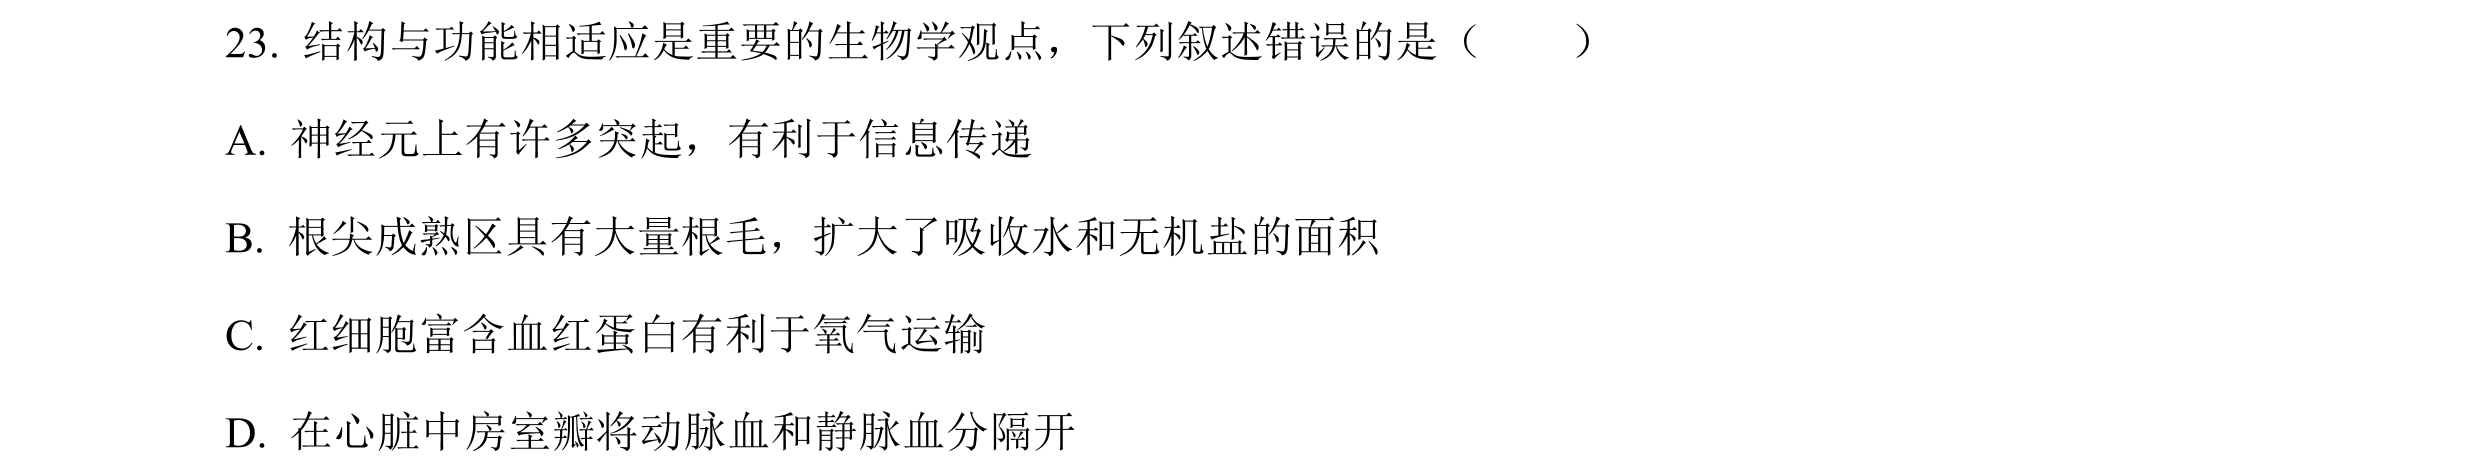 23. 结构与功能相适应是重要的生物学观点，下列叙述错误的是（　　）
A. 神经元上有许多突起，有利于信息传递
B. 根尖成熟区具有大量根毛，扩大了吸收水和无机盐的面积
C. 红细胞富含血红蛋白有利于氧气运输
D. 在心脏中房室瓣将动脉血和静脉血分隔开